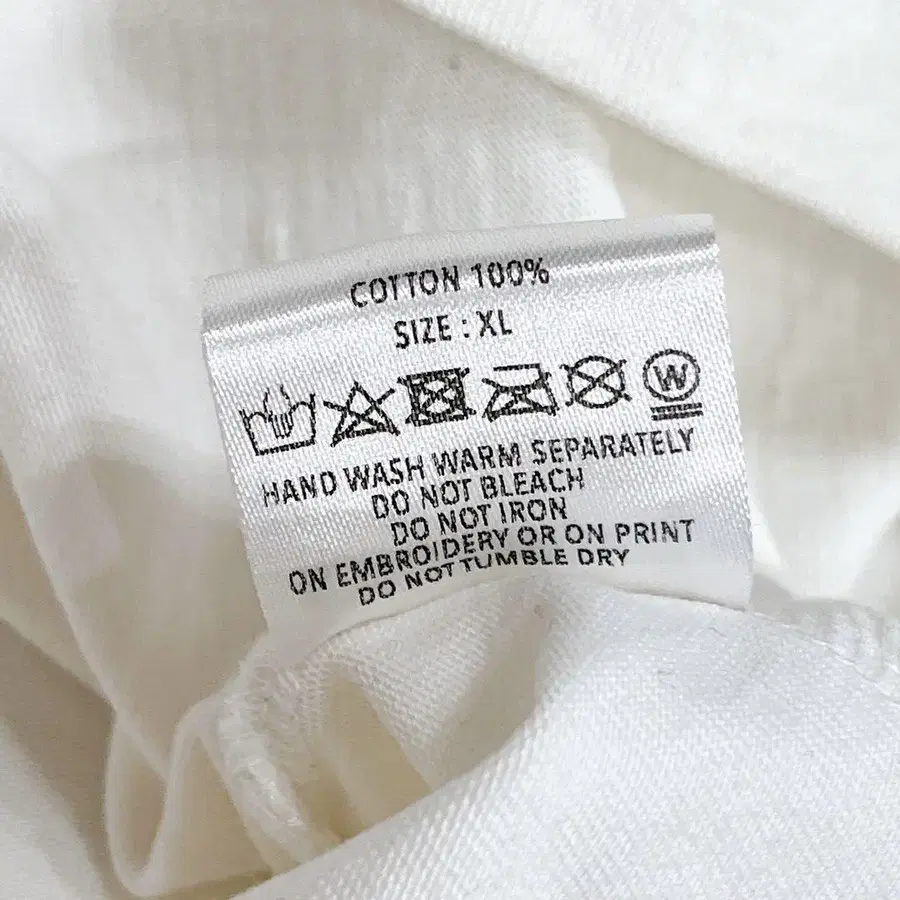 COTTON 100%
SIZE : XL
W
HAND WASH WARM SEPARATELY
DO NOT BLEACH
DO NOT IRON
ON EMBROIDERY OR ON PRINT
DO NOT TUMBLE DRY